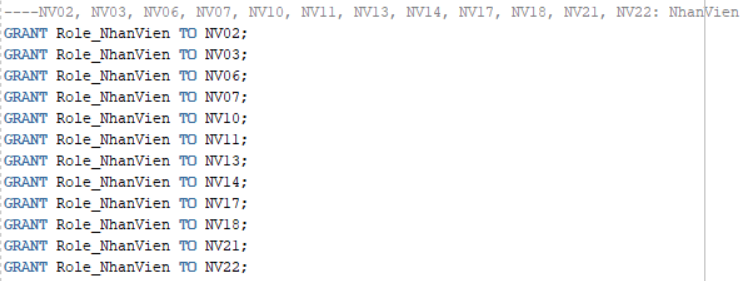 ----NV02, NV03, NV06, NV07, NV10, NV11, NV13, NV14, NV17, NV18, NV21, NV22: NhanVien
GRANT Role_NhanVien TO NV02;
GRANT Role_NhanVien TO NV03;
GRANT Role_NhanVien TO NV06;
GRANT Role_NhanVien TO NV07;
GRANT Role_NhanVien TO NV10;
GRANT Role_NhanVien TO NV11;
GRANT Role_NhanVien TO NV13;
GRANT Role_NhanVien TO NV14;
GRANT Role_NhanVien TO NV17;
GRANT Role_NhanVien TO NV18;
GRANT Role_NhanVien TO NV21;
GRANT Role_NhanVien TO NV22;